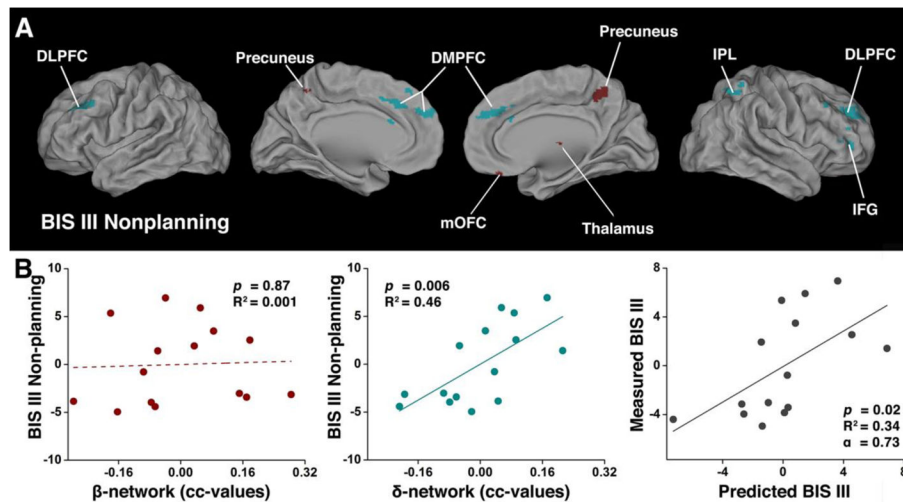 A
DLPFC
Precuneus
DMPFC
Precuneus
IPL
DLPFC
mOFC
Thalamus
IFG
BIS III Nonplanning
B
BIS III Non-planning
10
5
0
-5
-10
p = 0.87
R² = 0.001
-0.16 0.00 0.16 0.32
β-network (cc-values)
BIS III Non-planning
10
5
0
-5
-10
p = 0.006
R² = 0.46
-0.16 0.00 0.16 0.32
δ-network (cc-values)
Measured BIS III
8
4
0
-4
p = 0.02
R² = 0.34
α = 0.73
-4 0 4 8
Predicted BIS III